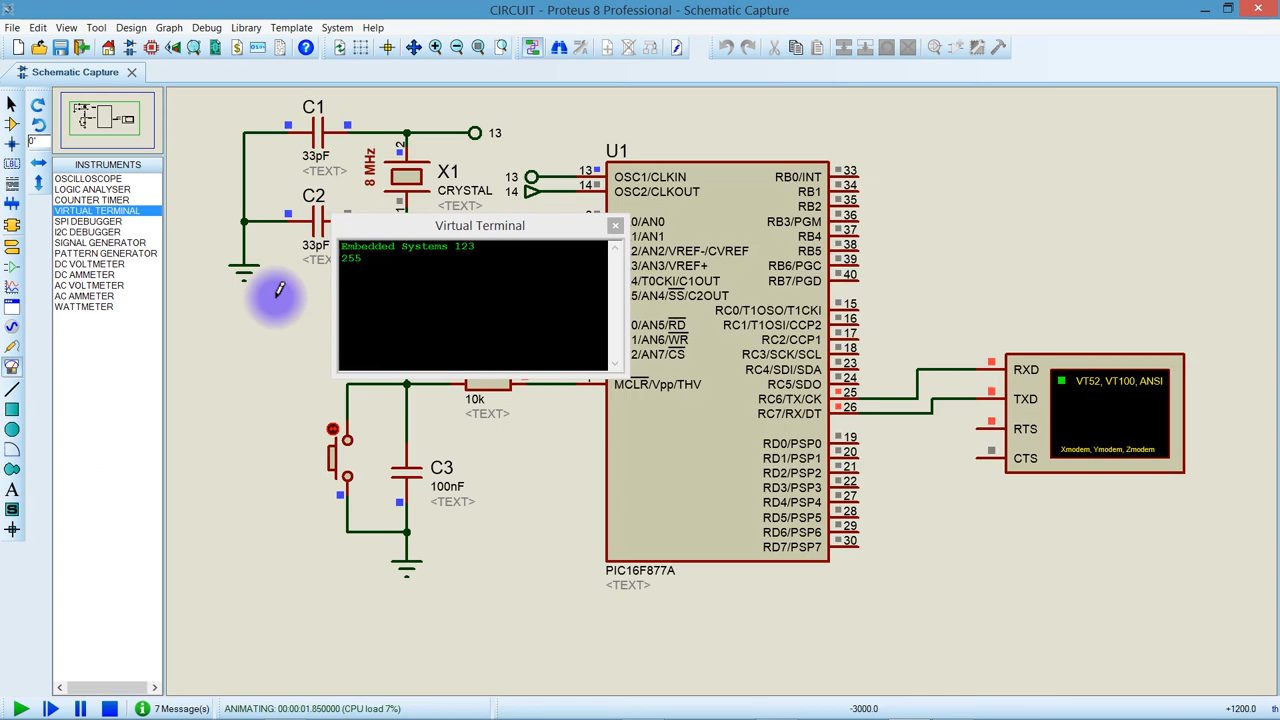 CIRCUIT - Proteus 8 Professional - Schematic Capture
File Edit View Tool Design Graph Debug Library Template System Help
Schematic Capture
0°
INSTRUMENTS
OSCILLOSCOPE
LOGIC ANALYSER
COUNTER TIMER
VIRTUAL TERMINAL
SPI DEBUGGER
I2C DEBUGGER
SIGNAL GENERATOR
PATTERN GENERATOR
DC VOLTMETER
DC AMMETER
AC VOLTMETER
AC AMMETER
WATTMETER
C1
33pF
<TEXT>
C2
33pF
8 MHz
2
X1
CRYSTAL
<TEXT>
1
13
13
14
Virtual Terminal
Embedded Systems 123
255
U1
13 OSC1/CLKIN RB0/INT 33
14 OSC2/CLKOUT RB1 34
RB2 35
0/AN0 RB3/PGM 36
1/AN1 RB4 37
2/AN2/VREF-/CVREF RB5 38
3/AN3/VREF+ RB6/PGC 39
4/T0CKI/C1OUT RB7/PGD 40
5/AN4/SS/C2OUT
RC0/T1OSO/T1CKI 15
0/AN5/RD RC1/T1OSI/CCP2 16
1/AN6/WR RC2/CCP1 17
2/AN7/CS RC3/SCK/SCL 18
RC4/SDI/SDA 23
MCLR/Vpp/THV RC5/SDO 24
RC6/TX/CK 25
RC7/RX/DT 26
RD0/PSP0 19
RD1/PSP1 20
RD2/PSP2 21
RD3/PSP3 22
RD4/PSP4 27
RD5/PSP5 28
RD6/PSP6 29
RD7/PSP7 30
PIC16F877A
<TEXT>
10k
<TEXT>
C3
100nF
<TEXT>
RXD
TXD
RTS
CTS
VT52, VT100, ANSI
Xmodem, Ymodem, Zmodem
7 Message(s) ANIMATING: 00:00:01.850000 (CPU load 7%) -3000.0 +1200.0 th